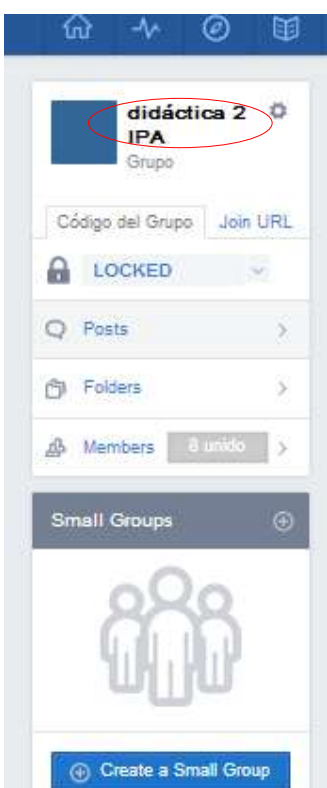 didáctica 2
IPA
Grupo
Código del Grupo Join URL
LOCKED
Posts
Folders
Members 8 unido
Small Groups
Create a Small Group